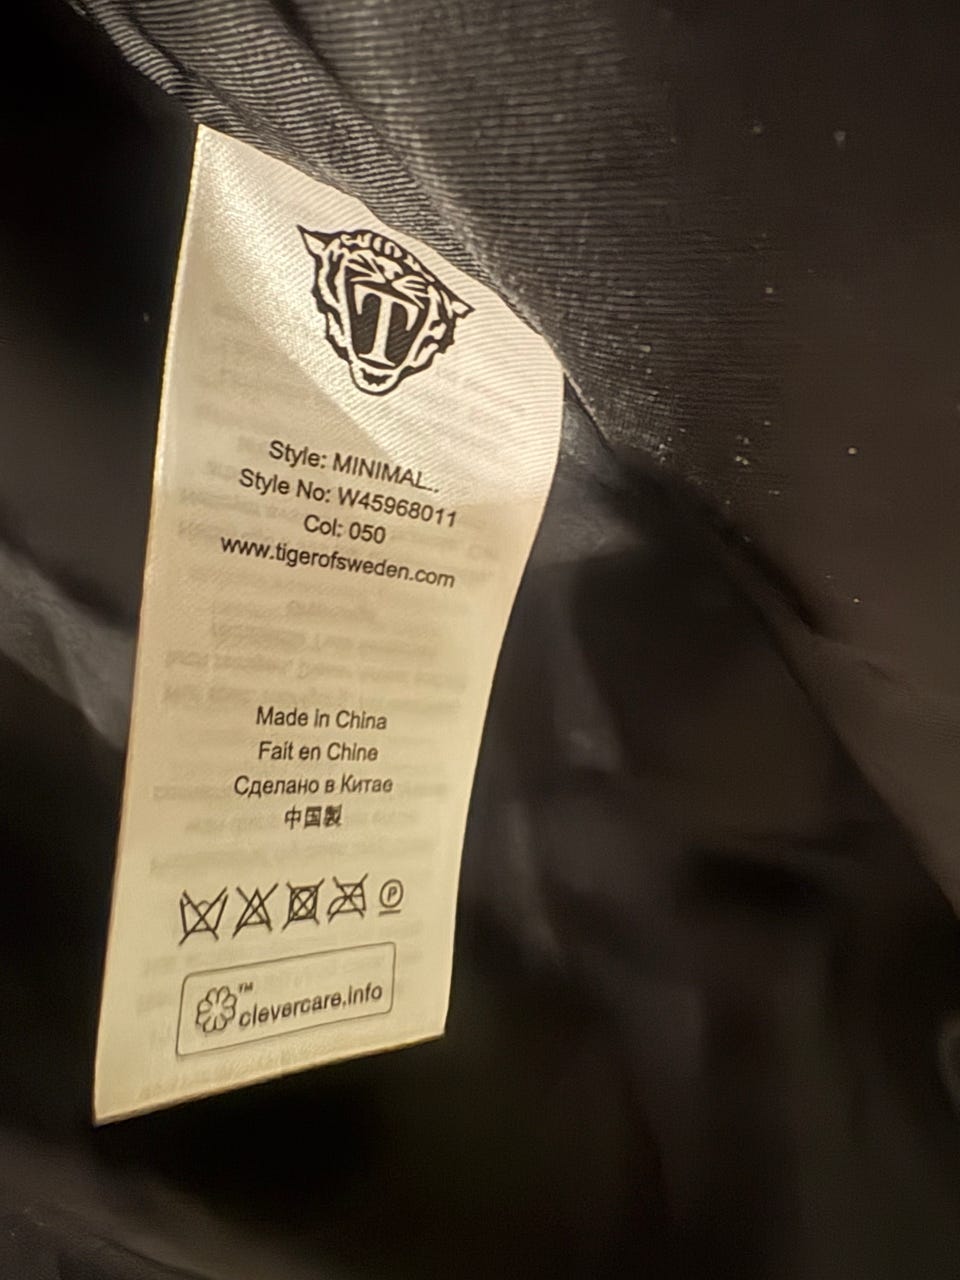 T
Style: MINIMAL..
Style No: W45968011
Col: 050
www.tigerofsweden.com
Made in China
Fait en Chine
Сделано в Китае
中国製
P
™
clevercare.info